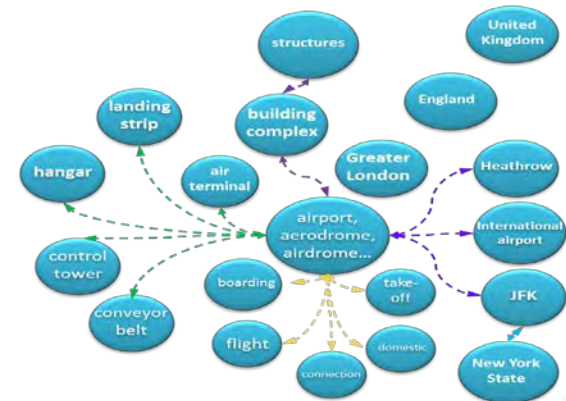 structures
United
Kingdom
England
landing
strip
building
complex
hangar
air
terminal
Greater
London
Heathrow
airport,
aerodrome,
airdrome...
International
airport
control
tower
boarding
take-
off
JFK
conveyor
belt
flight
domestic
connection
New York
State